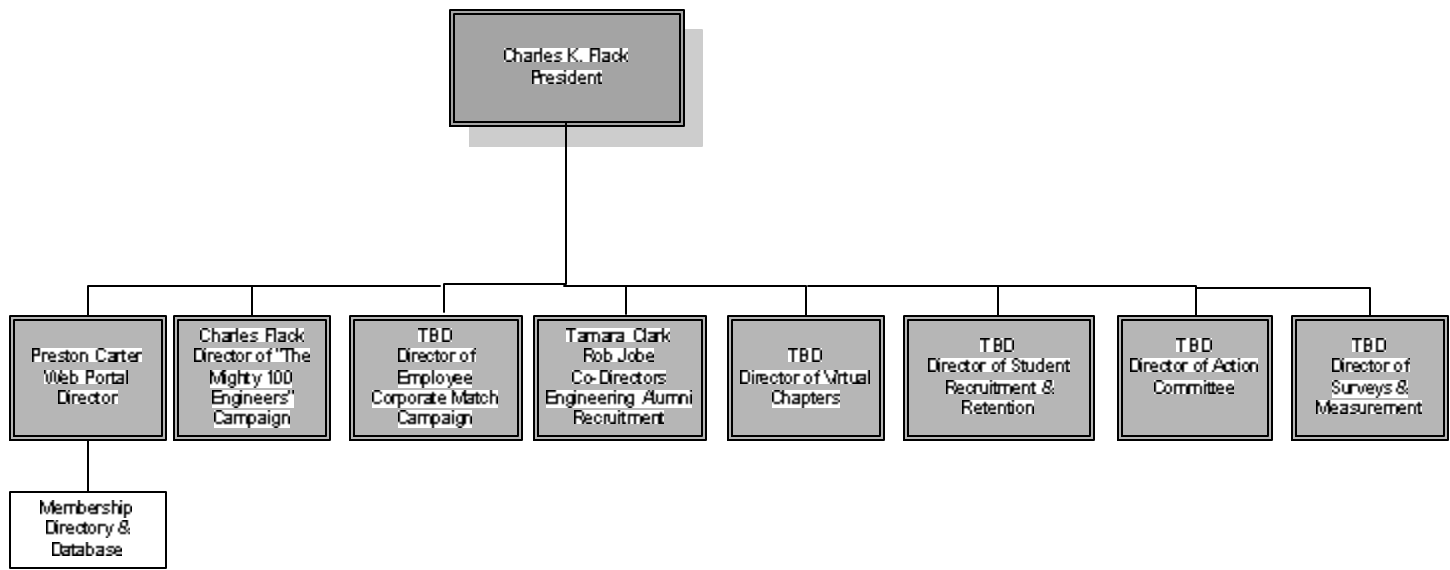 Charles K. Flack
President
Preston Carter
Web Portal
Director
Charles Flack
Director of "The
Mighty 100
Engineers"
Campaign
TBD
Director of
Employee
Corporate Match
Campaign
Tamara Clark
Rob Jobe
Co-Directors
Engineering Alumni
Recruitment
TBD
Director of Virtual
Chapters
TBD
Director of Student
Recruitment &
Retention
TBD
Director of Action
Committee
TBD
Director of
Surveys &
Measurement
Membership
Directory &
Database